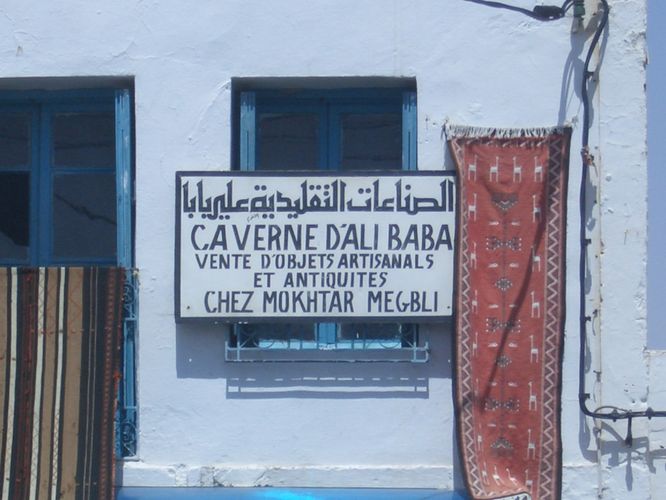 الصناعات التقليدية علي بابا
CAVERNE D'ALI BABA
VENTE D'OBJETS ARTISANALS
ET ANTIQUITES
CHEZ MOKHTAR MEGBLI